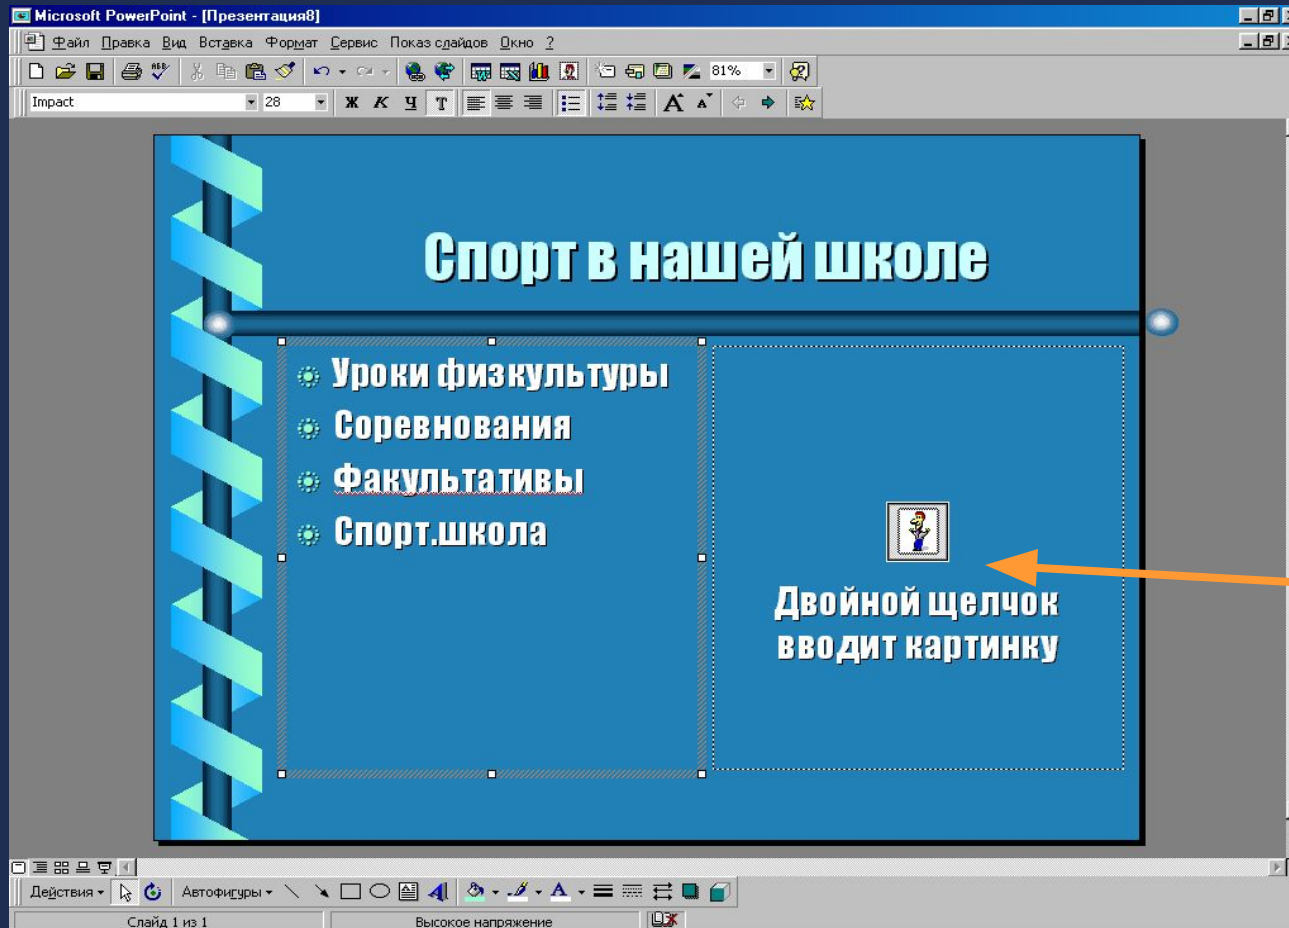 Microsoft PowerPoint - [Презентация8]
Файл Правка Вид Вставка Формат Сервис Показ слайдов Окно ?
81%
Impact 28 Ж К Ч Т
Спорт в нашей школе
Уроки физкультуры
Соревнования
Факультативы
Спорт.школа
Двойной щелчок
вводит картинку
Действия Автофигуры
Слайд 1 из 1 Высокое напряжение